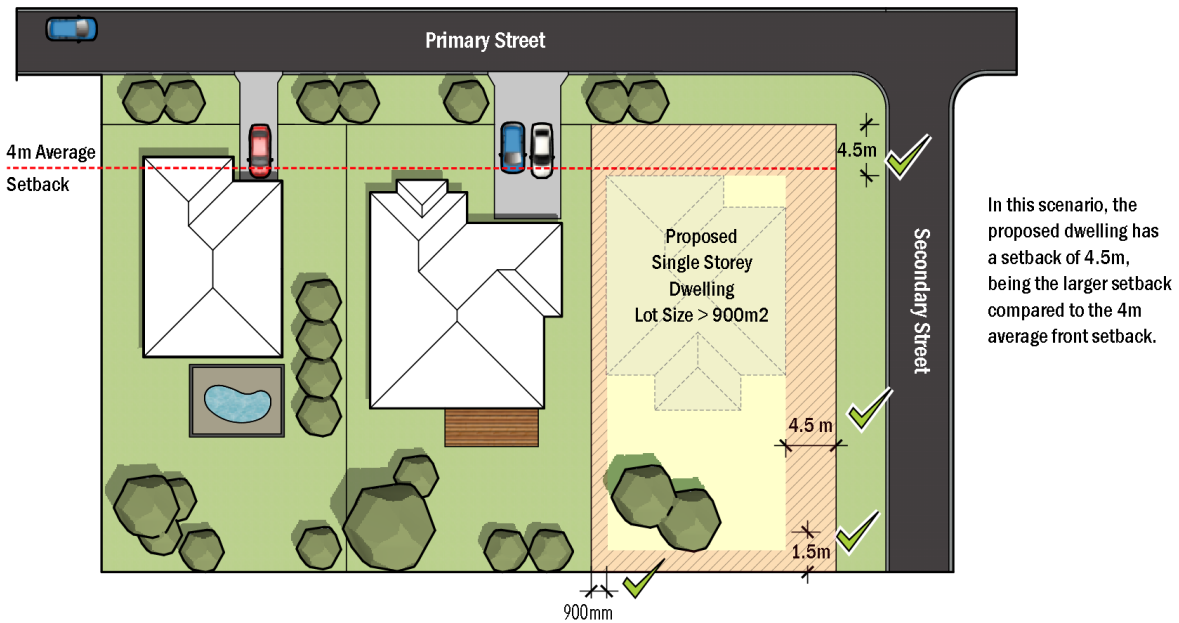 Primary Street
4m Average
Setback
4.5m
Secondary Street
Proposed
Single Storey
Dwelling
Lot Size > 900m2
In this scenario, the
proposed dwelling has
a setback of 4.5m,
being the larger setback
compared to the 4m
average front setback.
4.5 m
1.5m
900mm